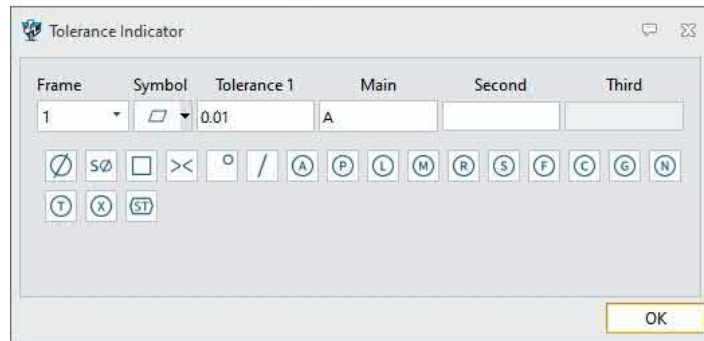 Tolerance Indicator
Frame Symbol Tolerance 1 Main Second Third
1 0.01 A
SØ A P L M R S F C G N
T X ST
OK